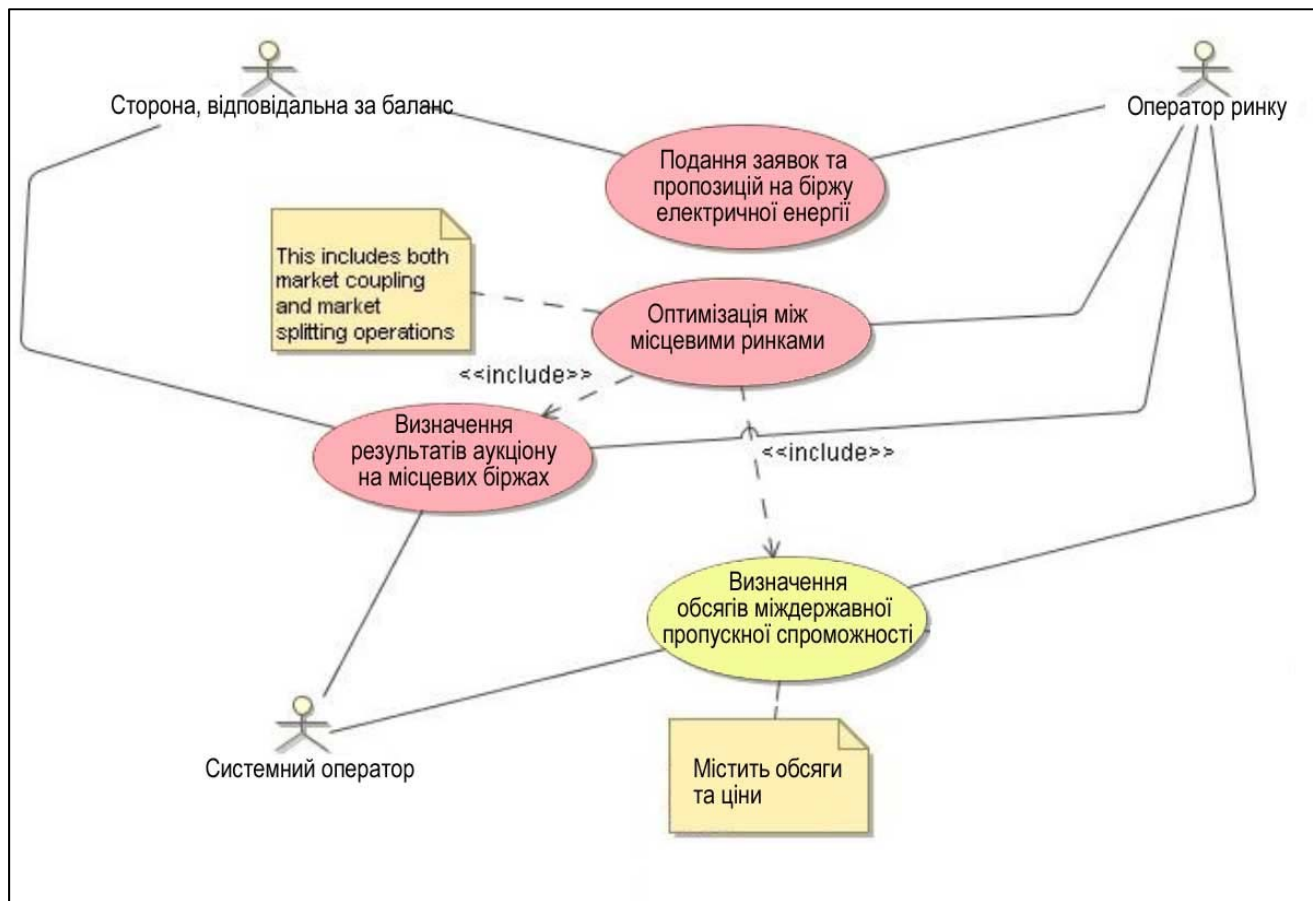 Сторона, відповідальна за баланс
Оператор ринку
Подання заявок та
пропозицій на біржу
електричної енергії
This includes both
market coupling
and market
splitting operations
Оптимізація між
місцевими ринками
<<include>>
Визначення
результатів аукціону
на місцевих біржах
<<include>>
Визначення
обсягів міждержавної
пропускної спроможності
Системний оператор
Містить обсяги
та ціни